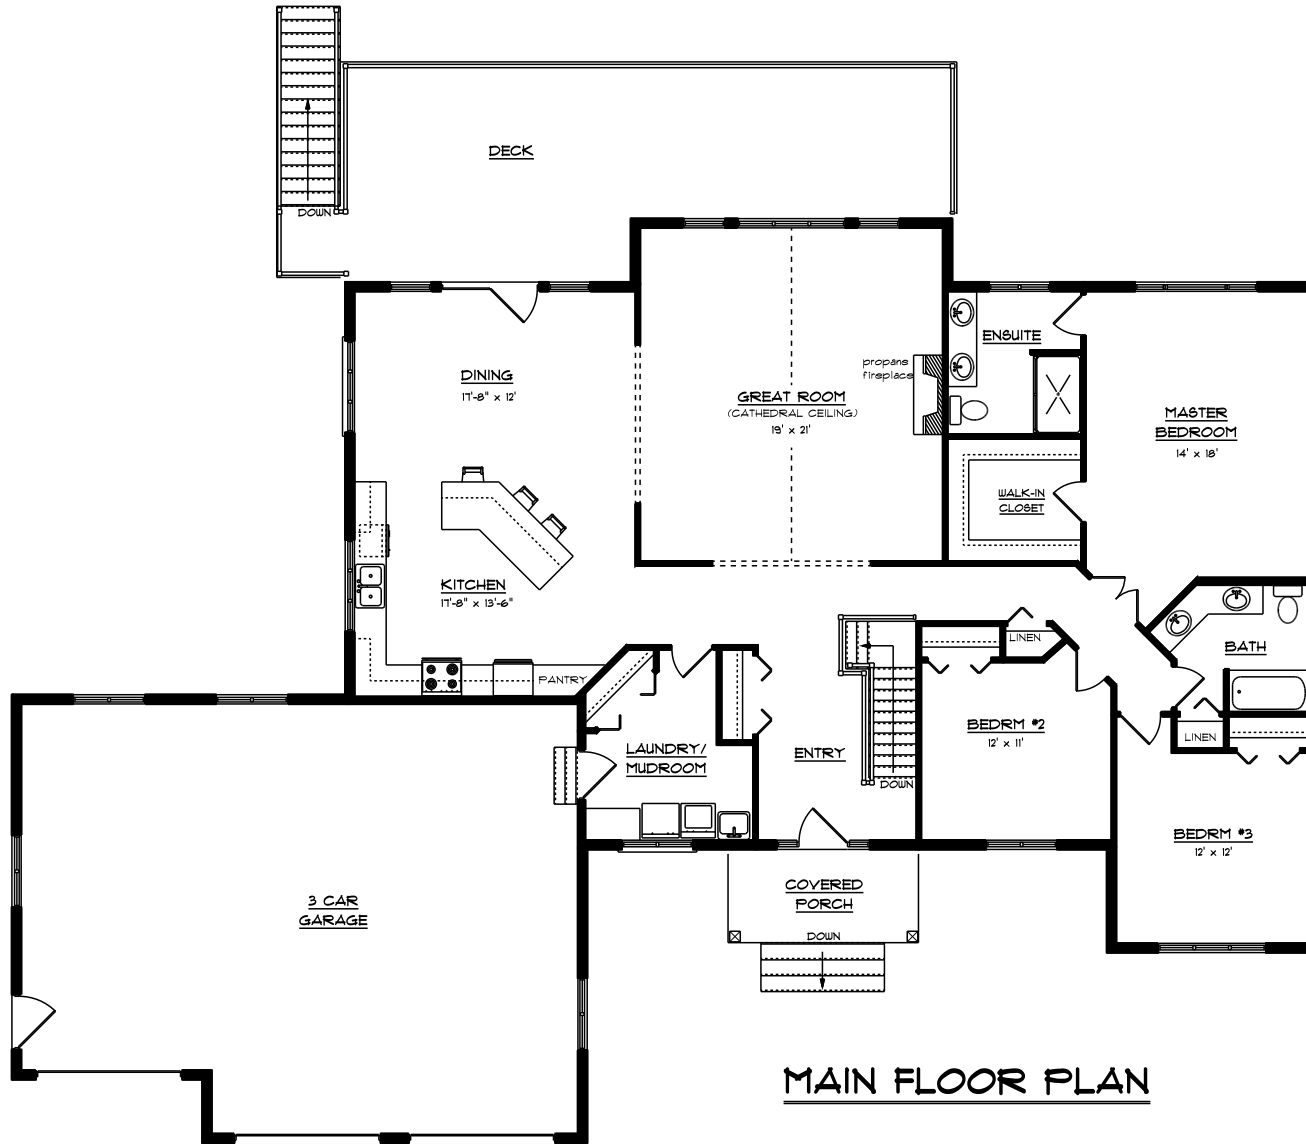 DECK
DOWN
ENSUITE
propane
fireplace
DINING
17'-8" x 12'
GREAT ROOM
(CATHEDRAL CEILING)
19' x 21'
MASTER
BEDROOM
14' x 18'
WALK-IN
CLOSET
KITCHEN
17'-8" x 13'-6"
LINEN
BATH
PANTRY
BEDRM #2
12' x 11'
LINEN
LAUNDRY/
MUDROOM
ENTRY
DOWN
BEDRM #3
12' x 12'
3 CAR
GARAGE
COVERED
PORCH
DOWN
MAIN FLOOR PLAN